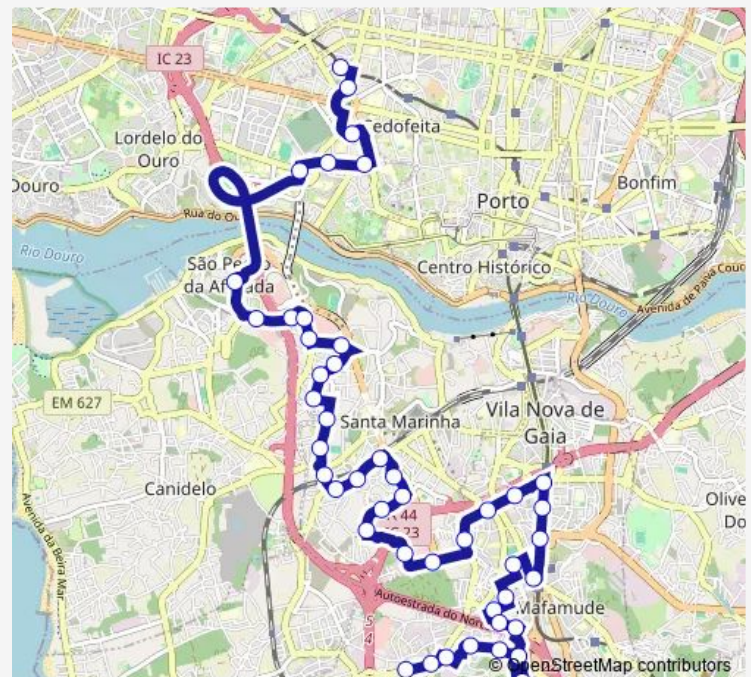 IC 23
edofeita
Lordelo do
Ouro
Douro
Bonfim
Porto
Rua do Ou
Rio Douro
São Pe o
da Af ada
Centro Histórico
Rio Douro
Avenida de Paiva Couc
EM 627
Santa Marinha
Vila Nova de
Gaia
Canidelo
Olive
Do
Avenida da Beira Mar
44
23
Autoestrada do Nor
Mafamude
© OpenStreetMap contributors